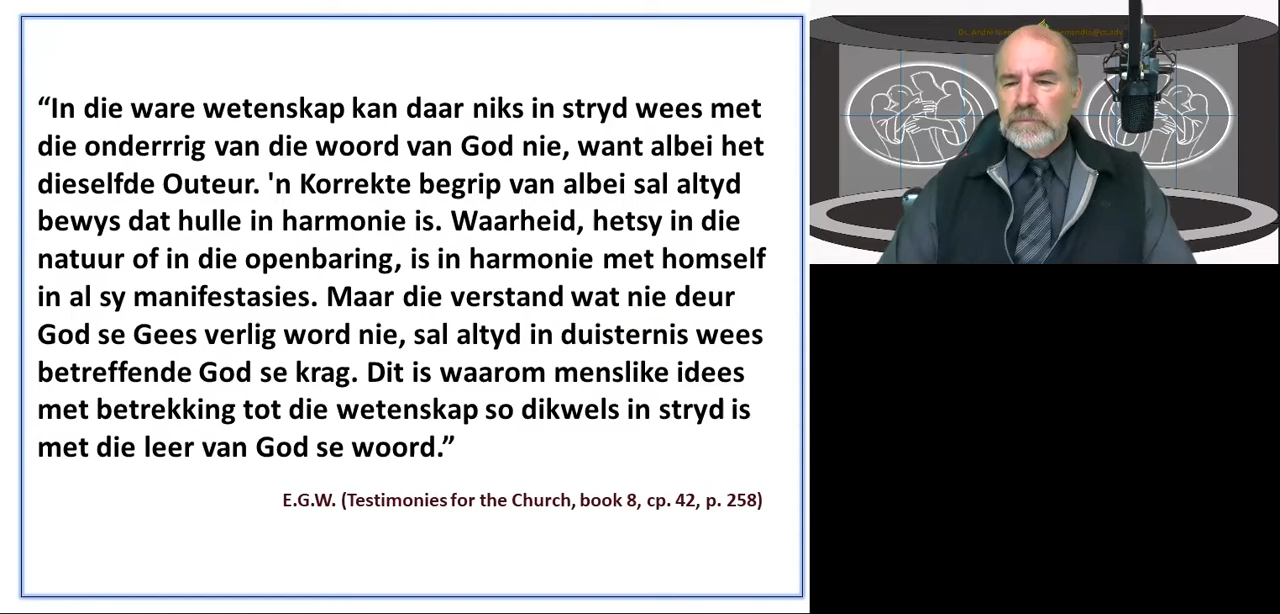 “In die ware wetenskap kan daar niks in stryd wees met
die onderrrig van die woord van God nie, want albei het
dieselfde Outeur. 'n Korrekte begrip van albei sal altyd
bewys dat hulle in harmonie is. Waarheid, hetsy in die
natuur of in die openbaring, is in harmonie met homself
in al sy manifestasies. Maar die verstand wat nie deur
God se Gees verlig word nie, sal altyd in duisternis wees
betreffende God se krag. Dit is waarom menslike idees
met betrekking tot die wetenskap so dikwels in stryd is
met die leer van God se woord.”
E.G.W. (Testimonies for the Church, book 8, cp. 42, p. 258)